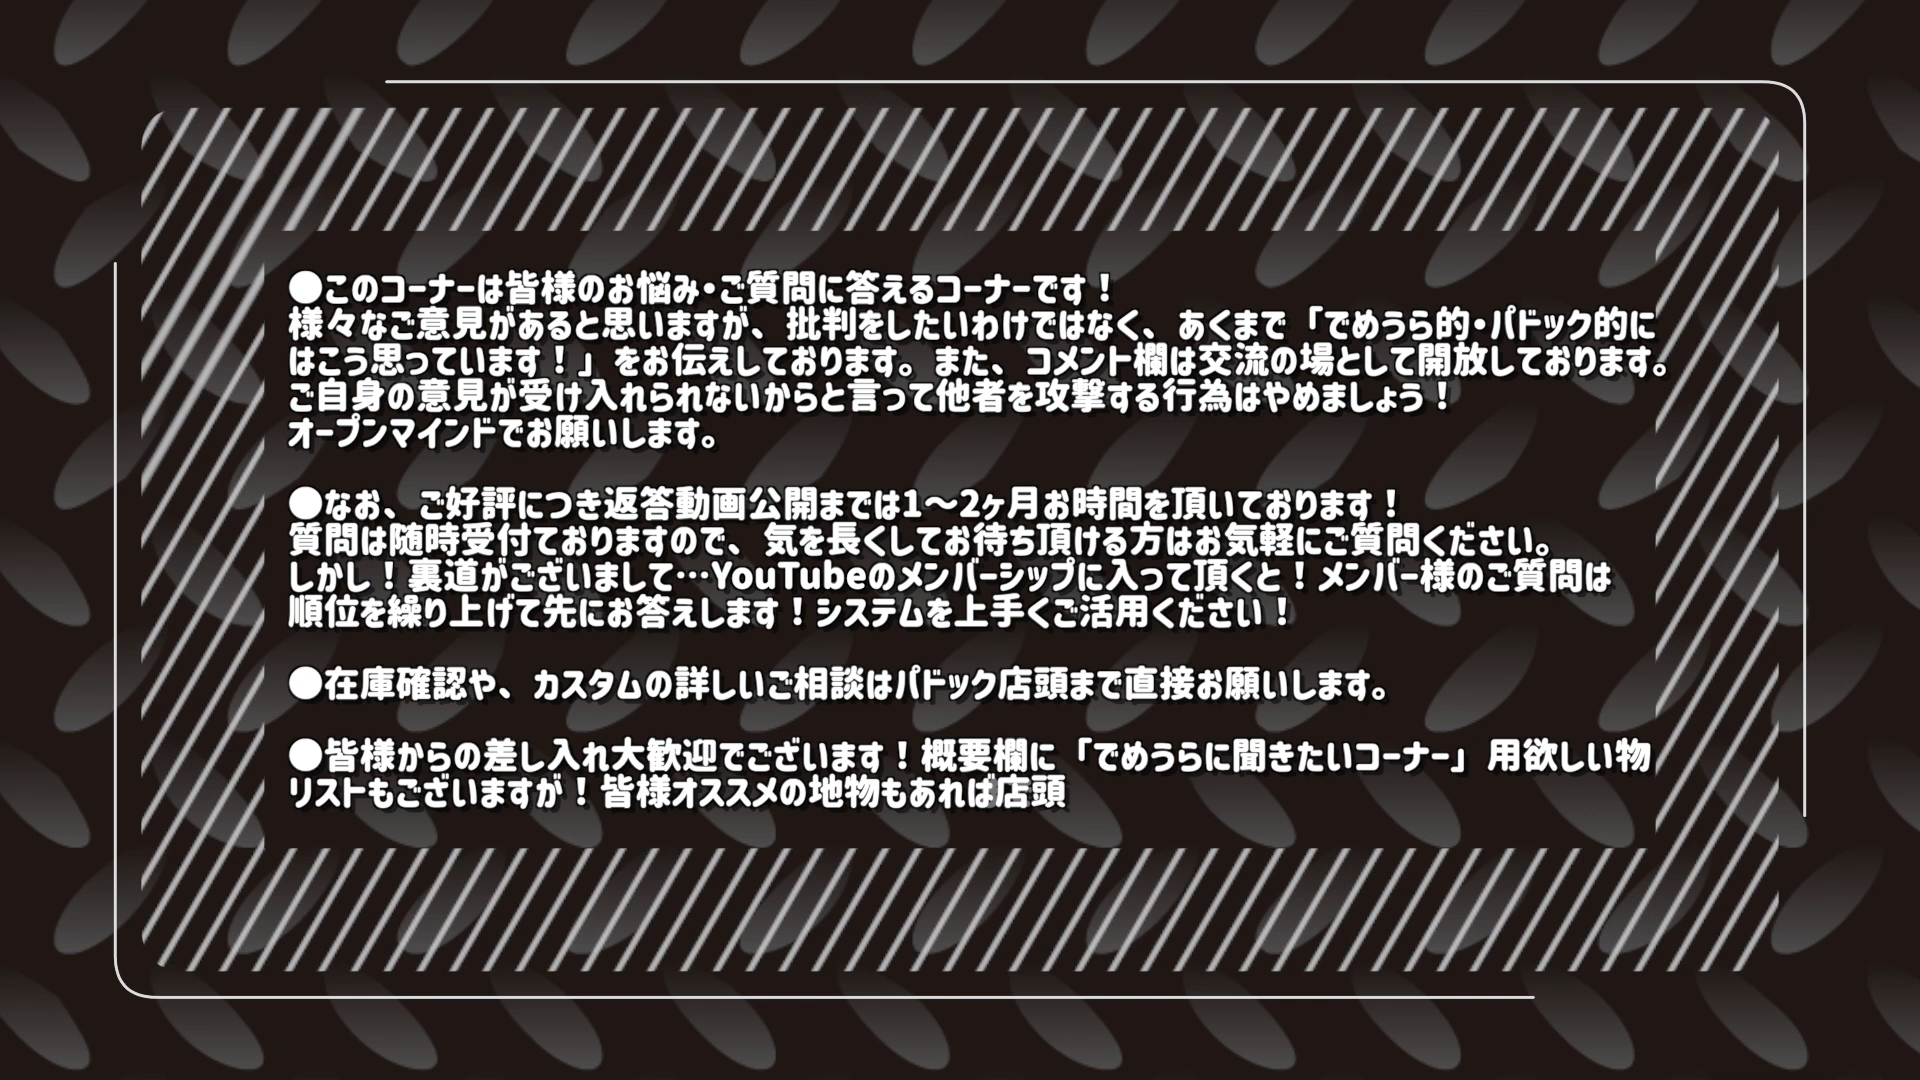 ●このコーナーは皆様のお悩み・ご質問に答えるコーナーです！
様々なご意見があると思いますが、批判をしたいわけではなく、あくまで「でめうら的・パドック的に
はこう思っています！」をお伝えしております。また、コメント欄は交流の場として開放しております。
ご自身の意見が受け入れられないからと言って他者を攻撃する行為はやめましょう！
オープンマインドでお願いします。
●なお、ご好評につき返答動画公開までは1〜2ヶ月お時間を頂いております！
質問は随時受付ておりますので、気を長くしてお待ち頂ける方はお気軽にご質問ください。
しかし！裏道がございまして…YouTubeのメンバーシップに入って頂くと！メンバー様のご質問は
順位を繰り上げて先にお答えします！システムを上手くご活用ください！
●在庫確認や、カスタムの詳しいご相談はパドック店頭まで直接お願いします。
●皆様からの差し入れ大歓迎でございます！概要欄に「でめうらに聞きたいコーナー」用欲しい物
リストもございますが！皆様オススメの地物もあれば店頭